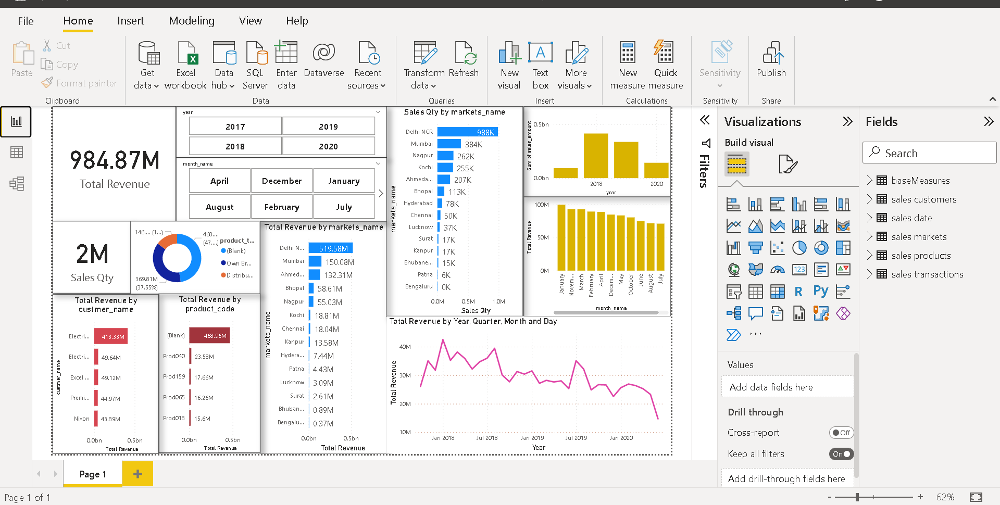 File
Home
Insert
Modeling
View
Help
Paste
Cut
Copy
Format painter
Clipboard
Get data
Excel workbook
Data hub
SQL Server
Enter data
Dataverse
Recent sources
Data
Transform data
Refresh
Queries
New visual
Text box
More visuals
Insert
New measure
Quick measure
Calculations
Sensitivity
Sensitivity
Publish
Share
984.87M
Total Revenue
year
2017
2019
2018
2020
month_name
April
December
January
August
February
July
2M
Sales Qty
146.... (1...)
468....
(47....)
369.81M
(37.55%)
product_t...
(Blank)
Own Br...
Distribu...
Total Revenue by custmer_name
custmer_name
Electri... 413.33M
Electri... 49.64M
Excel ... 49.12M
Premi... 44.97M
Nixon 43.89M
0.0bn 0.5bn
Total Revenue
Total Revenue by product_code
(Blank) 468.96M
Prod040 23.58M
Prod159 17.66M
Prod065 16.26M
Prod018 15.6M
0.0bn 0.5bn
Total Revenue
Total Revenue by markets_name
markets_name
Delhi N... 519.58M
Mumbai 150.08M
Ahmed... 132.31M
Bhopal 58.61M
Nagpur 55.03M
Kochi 18.81M
Chennai 18.04M
Kanpur 13.58M
Hydera... 7.44M
Patna 4.43M
Lucknow 3.09M
Surat 2.61M
Bhuban... 0.89M
Bengalu... 0.37M
0.0bn 0.5bn
Total Revenue
Sales Qty by markets_name
markets_name
Delhi NCR 988K
Mumbai 384K
Nagpur 262K
Kochi 255K
Ahmeda... 207K
Bhopal 113K
Hyderabad 78K
Chennai 50K
Lucknow 37K
Surat 17K
Kanpur 17K
Bhubane... 15K
Patna 6K
Bengaluru 0K
0.0M 0.5M 1.0M
Sales Qty
Sum of sales_amount
0.5bn
0.0bn
2018 2020
year
Total Revenue
100M
50M
0M
January
Novem...
March
February
April
Decem...
May
October
June
August
July
month_name
Total Revenue by Year, Quarter, Month and Day
Total Revenue
40M
30M
20M
10M
Jan 2018 Jul 2018 Jan 2019 Jul 2019 Jan 2020
Year
Filters
Visualizations
Build visual
123
R
Py
Values
Add data fields here
Drill through
Cross-report
Off
Keep all filters
On
Add drill-through fields here
Fields
Search
baseMeasures
sales customers
sales date
sales markets
sales products
sales transactions
Page 1
Page 1 of 1
62%